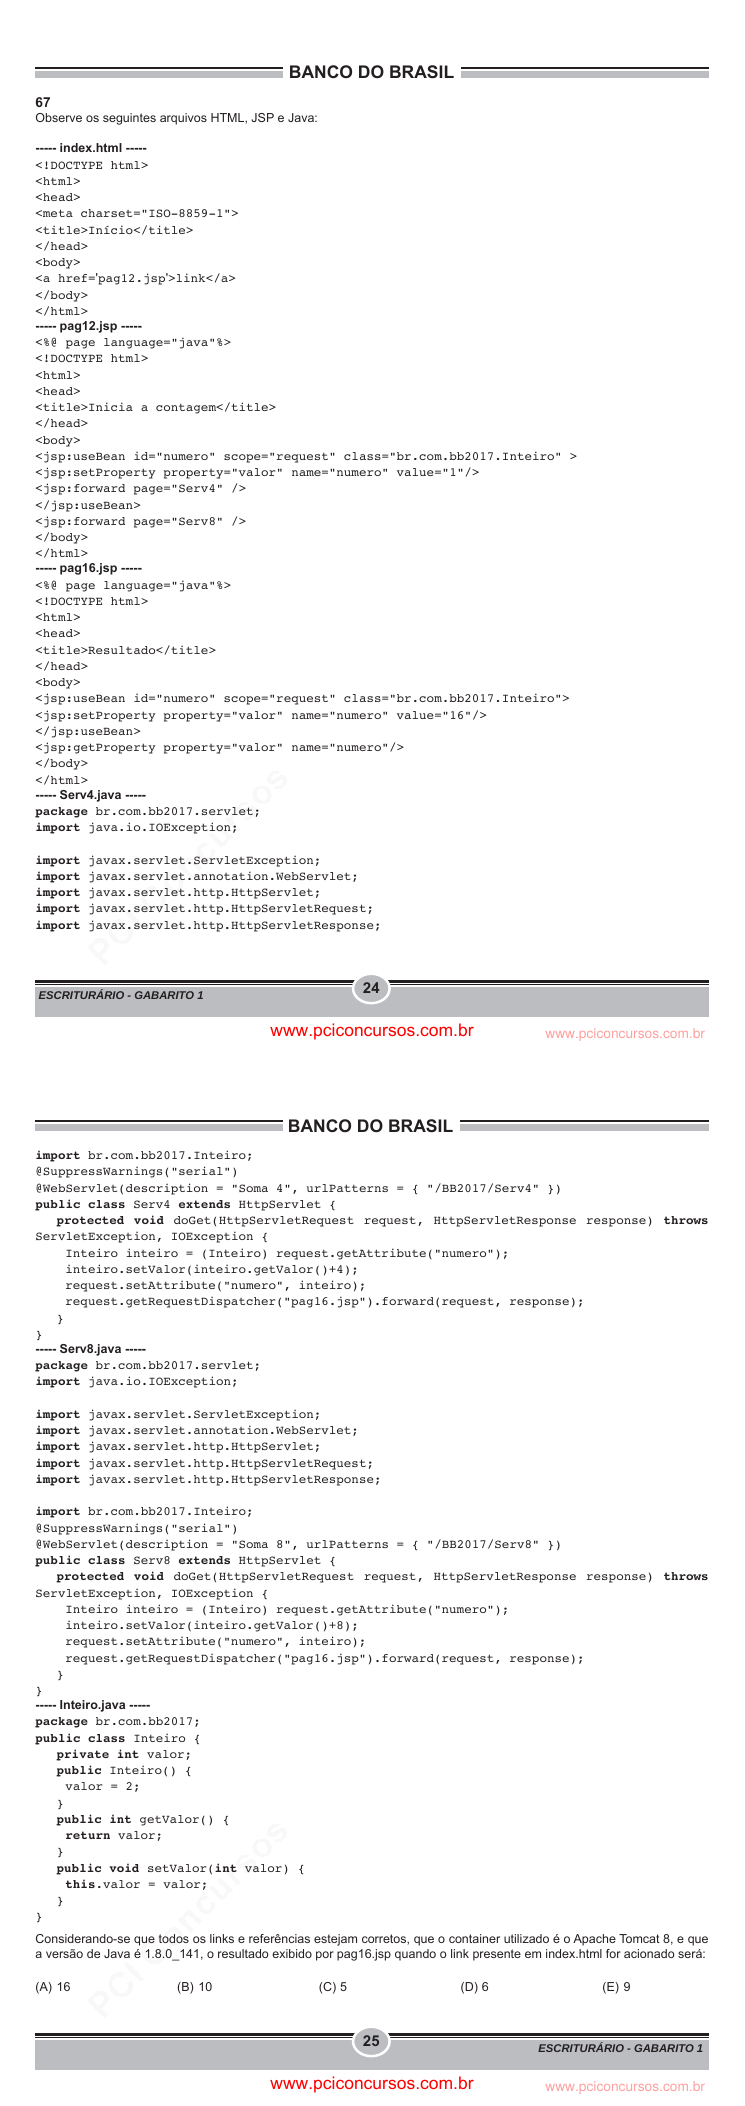 BANCO DO BRASIL
67
Observe os seguintes arquivos HTML, JSP e Java:
----- index.html -----
<!DOCTYPE html>
<html>
<head>
<meta charset="ISO-8859-1">
<title>Início</title>
</head>
<body>
<a href='pag12.jsp'>link</a>
</body>
</html>
----- pag12.jsp -----
<%@ page language="java"%>
<!DOCTYPE html>
<html>
<head>
<title>Inicia a contagem</title>
</head>
<body>
<jsp:useBean id="numero" scope="request" class="br.com.bb2017.Inteiro" >
<jsp:setProperty property="valor" name="numero" value="1"/>
<jsp:forward page="Serv4" />
</jsp:useBean>
<jsp:forward page="Serv8" />
</body>
</html>
----- pag16.jsp -----
<%@ page language="java"%>
<!DOCTYPE html>
<html>
<head>
<title>Resultado</title>
</head>
<body>
<jsp:useBean id="numero" scope="request" class="br.com.bb2017.Inteiro">
<jsp:setProperty property="valor" name="numero" value="16"/>
</jsp:useBean>
<jsp:getProperty property="valor" name="numero"/>
</body>
</html>
----- Serv4.java -----
package br.com.bb2017.servlet;
import java.io.IOException;
import javax.servlet.ServletException;
import javax.servlet.annotation.WebServlet;
import javax.servlet.http.HttpServlet;
import javax.servlet.http.HttpServletRequest;
import javax.servlet.http.HttpServletResponse;
PCI Concursos
ESCRITURÁRIO - GABARITO 1
24
www.pciconcursos.com.br
www.pciconcursos.com.br
BANCO DO BRASIL
import br.com.bb2017.Inteiro;
@SuppressWarnings("serial")
@WebServlet(description = "Soma 4", urlPatterns = { "/BB2017/Serv4" })
public class Serv4 extends HttpServlet {
protected void doGet(HttpServletRequest request, HttpServletResponse response) throws
ServletException, IOException {
Inteiro inteiro = (Inteiro) request.getAttribute("numero");
inteiro.setValor(inteiro.getValor()+4);
request.setAttribute("numero", inteiro);
request.getRequestDispatcher("pag16.jsp").forward(request, response);
}
}
----- Serv8.java -----
package br.com.bb2017.servlet;
import java.io.IOException;
import javax.servlet.ServletException;
import javax.servlet.annotation.WebServlet;
import javax.servlet.http.HttpServlet;
import javax.servlet.http.HttpServletRequest;
import javax.servlet.http.HttpServletResponse;
import br.com.bb2017.Inteiro;
@SuppressWarnings("serial")
@WebServlet(description = "Soma 8", urlPatterns = { "/BB2017/Serv8" })
public class Serv8 extends HttpServlet {
protected void doGet(HttpServletRequest request, HttpServletResponse response) throws
ServletException, IOException {
Inteiro inteiro = (Inteiro) request.getAttribute("numero");
inteiro.setValor(inteiro.getValor()+8);
request.setAttribute("numero", inteiro);
request.getRequestDispatcher("pag16.jsp").forward(request, response);
}
}
----- Inteiro.java -----
package br.com.bb2017;
public class Inteiro {
private int valor;
public Inteiro() {
valor = 2;
}
public int getValor() {
return valor;
}
public void setValor(int valor) {
this.valor = valor;
}
}
Considerando-se que todos os links e referências estejam corretos, que o container utilizado é o Apache Tomcat 8, e que
a versão de Java é 1.8.0_141, o resultado exibido por pag16.jsp quando o link presente em index.html for acionado será:
(A) 16 (B) 10 (C) 5 (D) 6 (E) 9
PCI Concursos
25
ESCRITURÁRIO - GABARITO 1
www.pciconcursos.com.br
www.pciconcursos.com.br